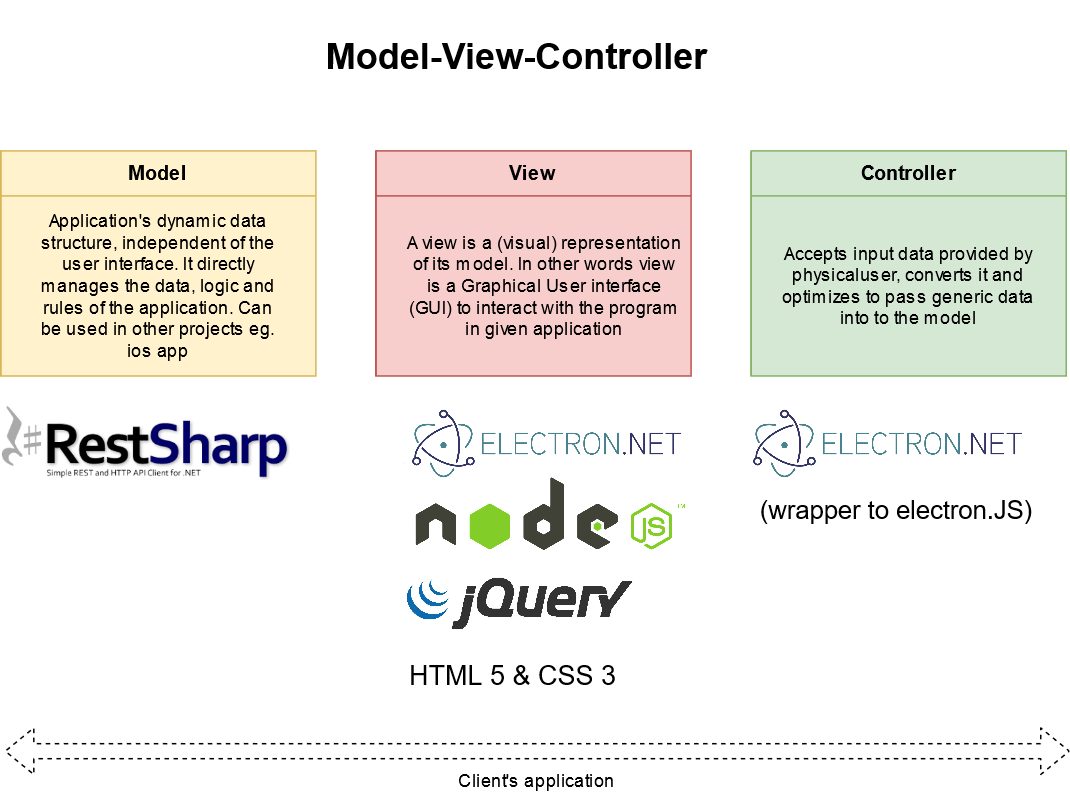 Model-View-Controller
Model
Application's dynamic data
structure, independent of the
user interface. It directly
manages the data, logic and
rules of the application. Can
be used in other projects eg.
ios app
View
A view is a (visual) representation
of its model. In other words view
is a Graphical User interface
(GUI) to interact with the program
in given application
Controller
Accepts input data provided by
physicaluser, converts it and
optimizes to pass generic data
into to the model
RestSharp
Simple REST and HTTP API Client for .NET
ELECTRON.NET
node JS™
jQuery
HTML 5 & CSS 3
ELECTRON.NET
(wrapper to electron.JS)
Client's application